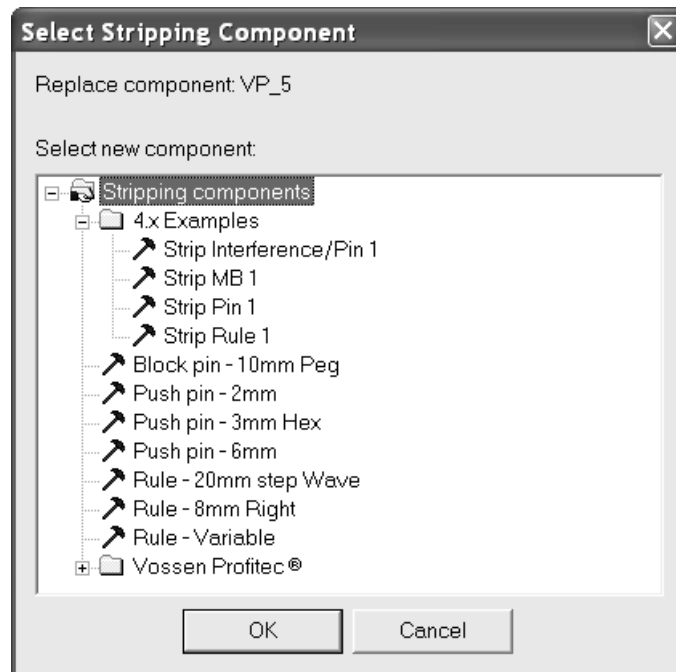 Select Stripping Component
Replace component: VP_5
Select new component:
Stripping components
4.x Examples
Strip Interference/Pin 1
Strip MB 1
Strip Pin 1
Strip Rule 1
Block pin - 10mm Peg
Push pin - 2mm
Push pin - 3mm Hex
Push pin - 6mm
Rule - 20mm step Wave
Rule - 8mm Right
Rule - Variable
Vossen Profitec ®
OK Cancel